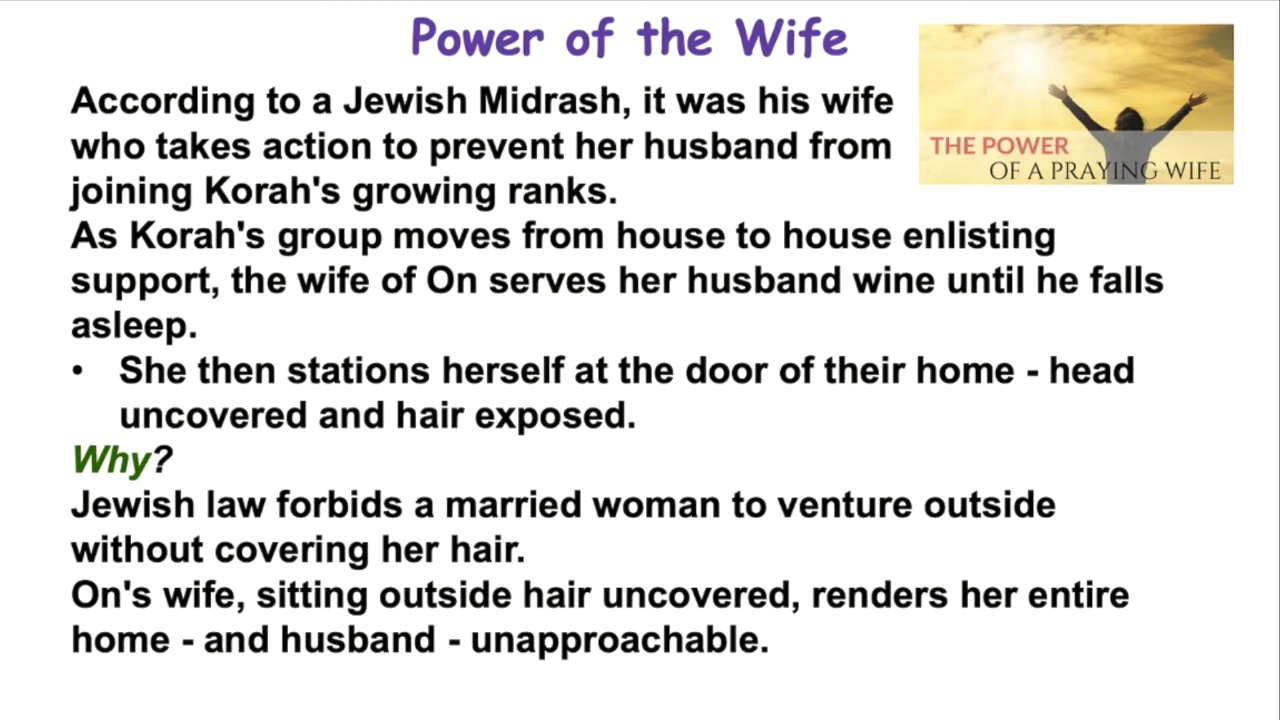 Power of the Wife
According to a Jewish Midrash, it was his wife
who takes action to prevent her husband from
joining Korah's growing ranks.
THE POWER
OF A PRAYING WIFE
As Korah's group moves from house to house enlisting
support, the wife of On serves her husband wine until he falls
asleep.
• She then stations herself at the door of their home - head
uncovered and hair exposed.
Why?
Jewish law forbids a married woman to venture outside
without covering her hair.
On's wife, sitting outside hair uncovered, renders her entire
home - and husband - unapproachable.